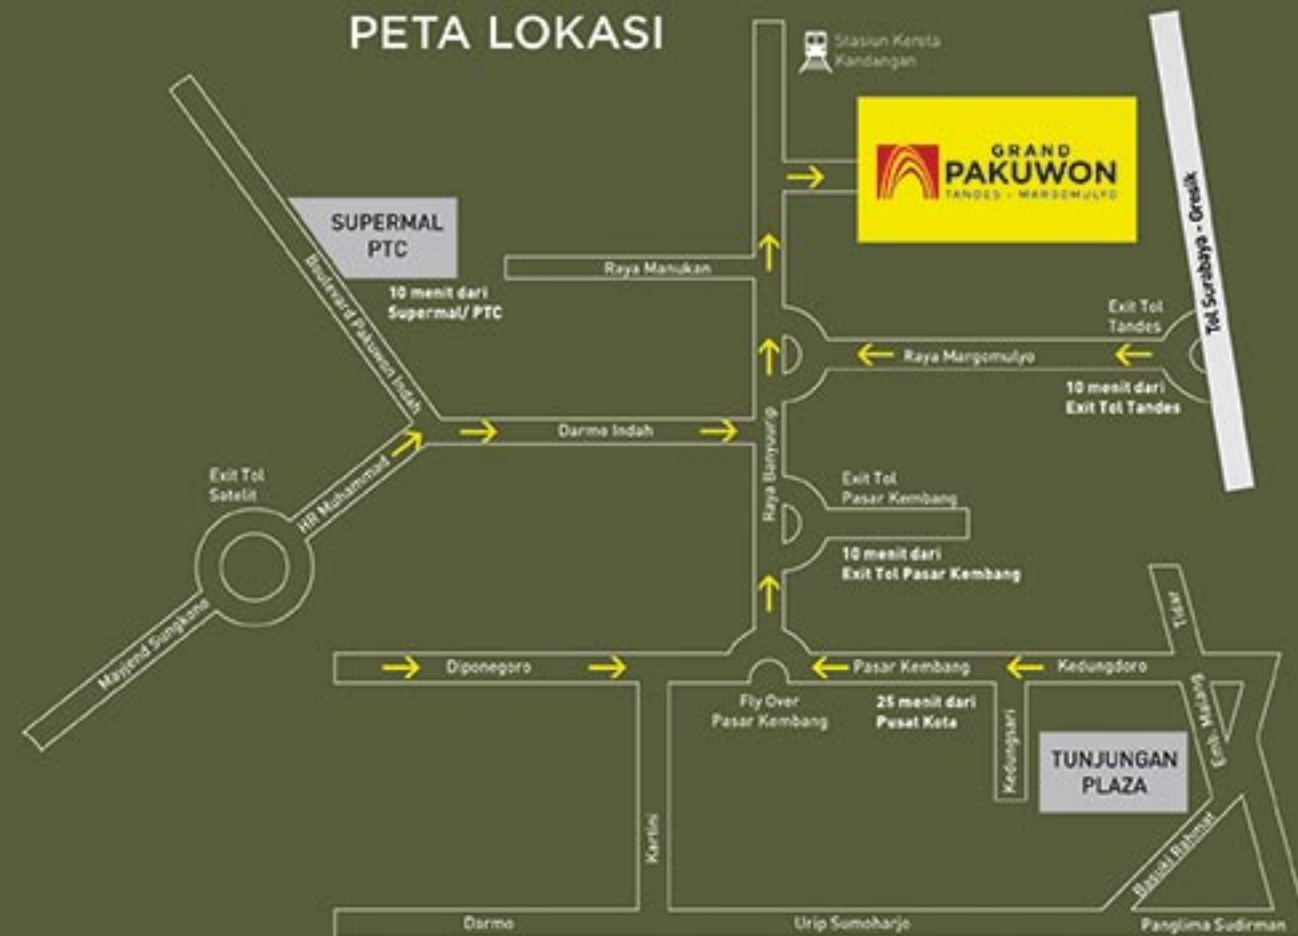 PETA LOKASI
Stasiun Kereta
Kandangan
GRAND
PAKUWON
TANDES - MARGOMULYO
Tol Surabaya - Gresik
SUPERMAL
PTC
Boulevard Pakuwon Indah
10 menit dari
Supermal/ PTC
Raya Manukan
Exit Tol
Tandes
Raya Margomulyo
10 menit dari
Exit Tol Tandes
Darmo Indah
Raya Banyuurip
Exit Tol
Satelit
HR Muhammad
Exit Tol
Pasar Kembang
10 menit dari
Exit Tol Pasar Kembang
Mayjend Sungkono
Tidar
Diponegoro
Pasar Kembang
Kedungdoro
Fly Over
Pasar Kembang
25 menit dari
Pusat Kota
Kedungsari
Emb. Malang
TUNJUNGAN
PLAZA
Kartini
Basuki Rahmat
Darmo
Urip Sumoharjo
Panglima Sudirman